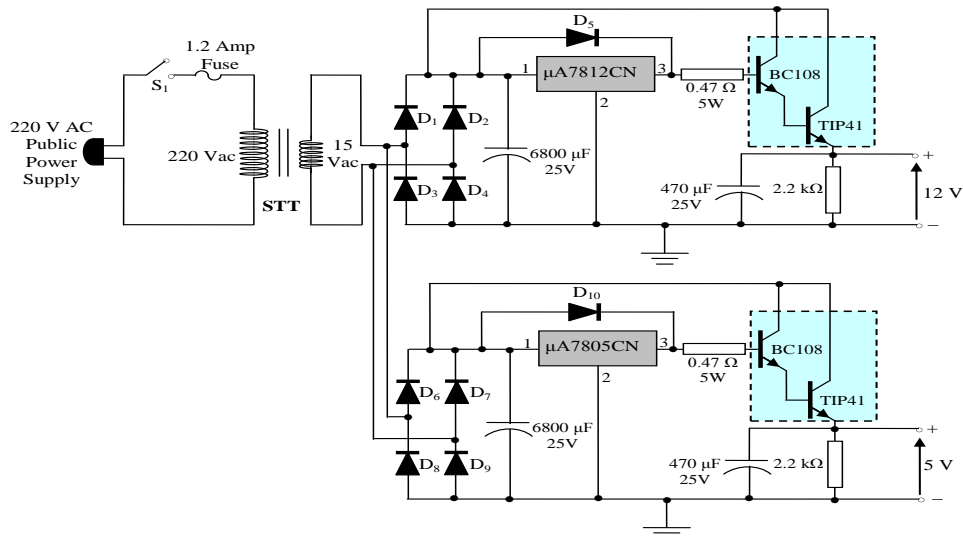 1.2 Amp
Fuse
S1
220 V AC
Public
Power
Supply
220 Vac
15
Vac
STT
D5
1
µA7812CN
3
2
0.47 Ω
5W
BC108
TIP41
D1
D2
D3
D4
6800 µF
25V
470 µF
25V
2.2 kΩ
+
12 V
−
D10
1
µA7805CN
3
2
0.47 Ω
5W
BC108
TIP41
D6
D7
D8
D9
6800 µF
25V
470 µF
25V
2.2 kΩ
+
5 V
−